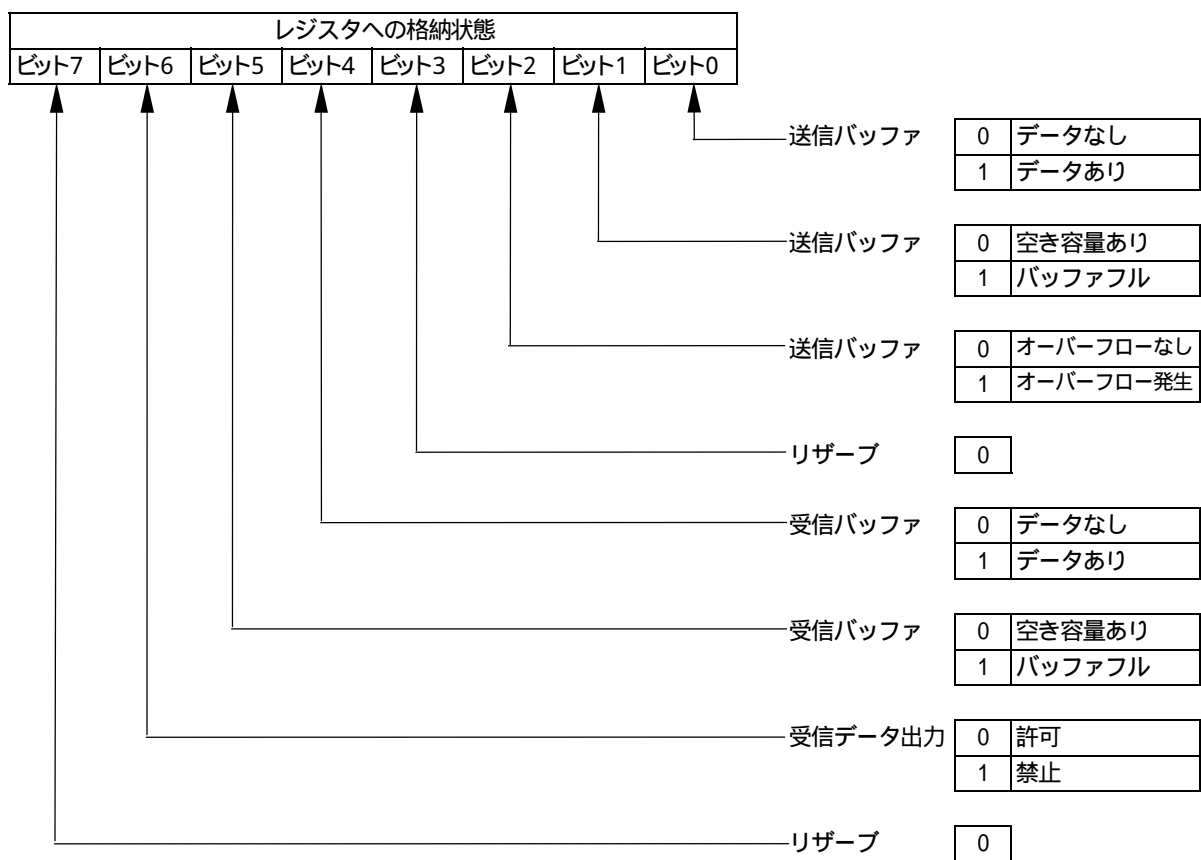 レジスタへの格納状態
ビット7 ビット6 ビット5 ビット4 ビット3 ビット2 ビット1 ビット0
送信バッファ 0 データなし
1 データあり
送信バッファ 0 空き容量あり
1 バッファフル
送信バッファ 0 オーバーフローなし
1 オーバーフロー発生
リザーブ 0
受信バッファ 0 データなし
1 データあり
受信バッファ 0 空き容量あり
1 バッファフル
受信データ出力 0 許可
1 禁止
リザーブ 0